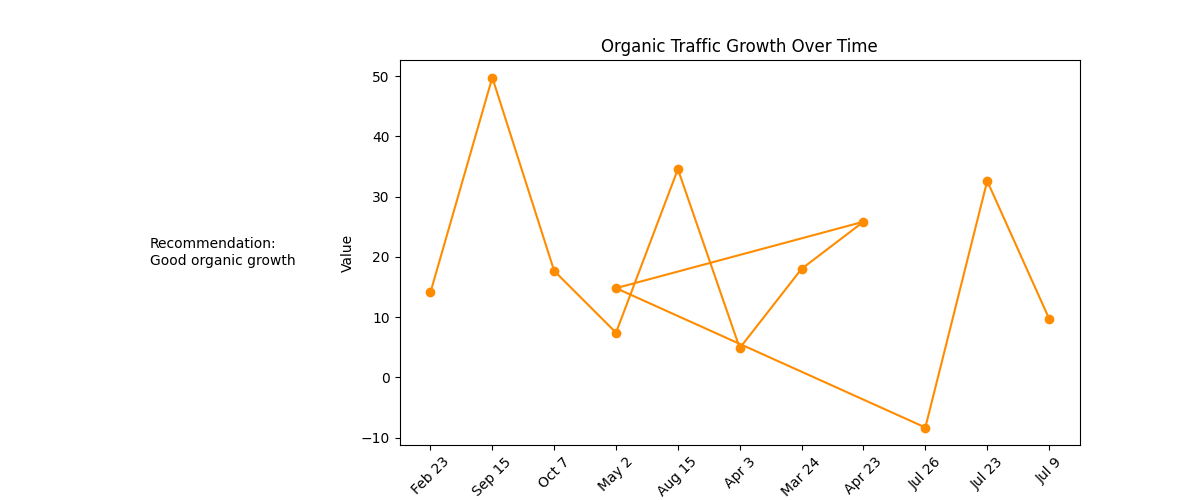 Organic Traffic Growth Over Time
Recommendation:
Good organic growth
Value
50
40
30
20
10
0
−10
Feb 23
Sep 15
Oct 7
May 2
Aug 15
Apr 3
Mar 24
Apr 23
Jul 26
Jul 23
Jul 9